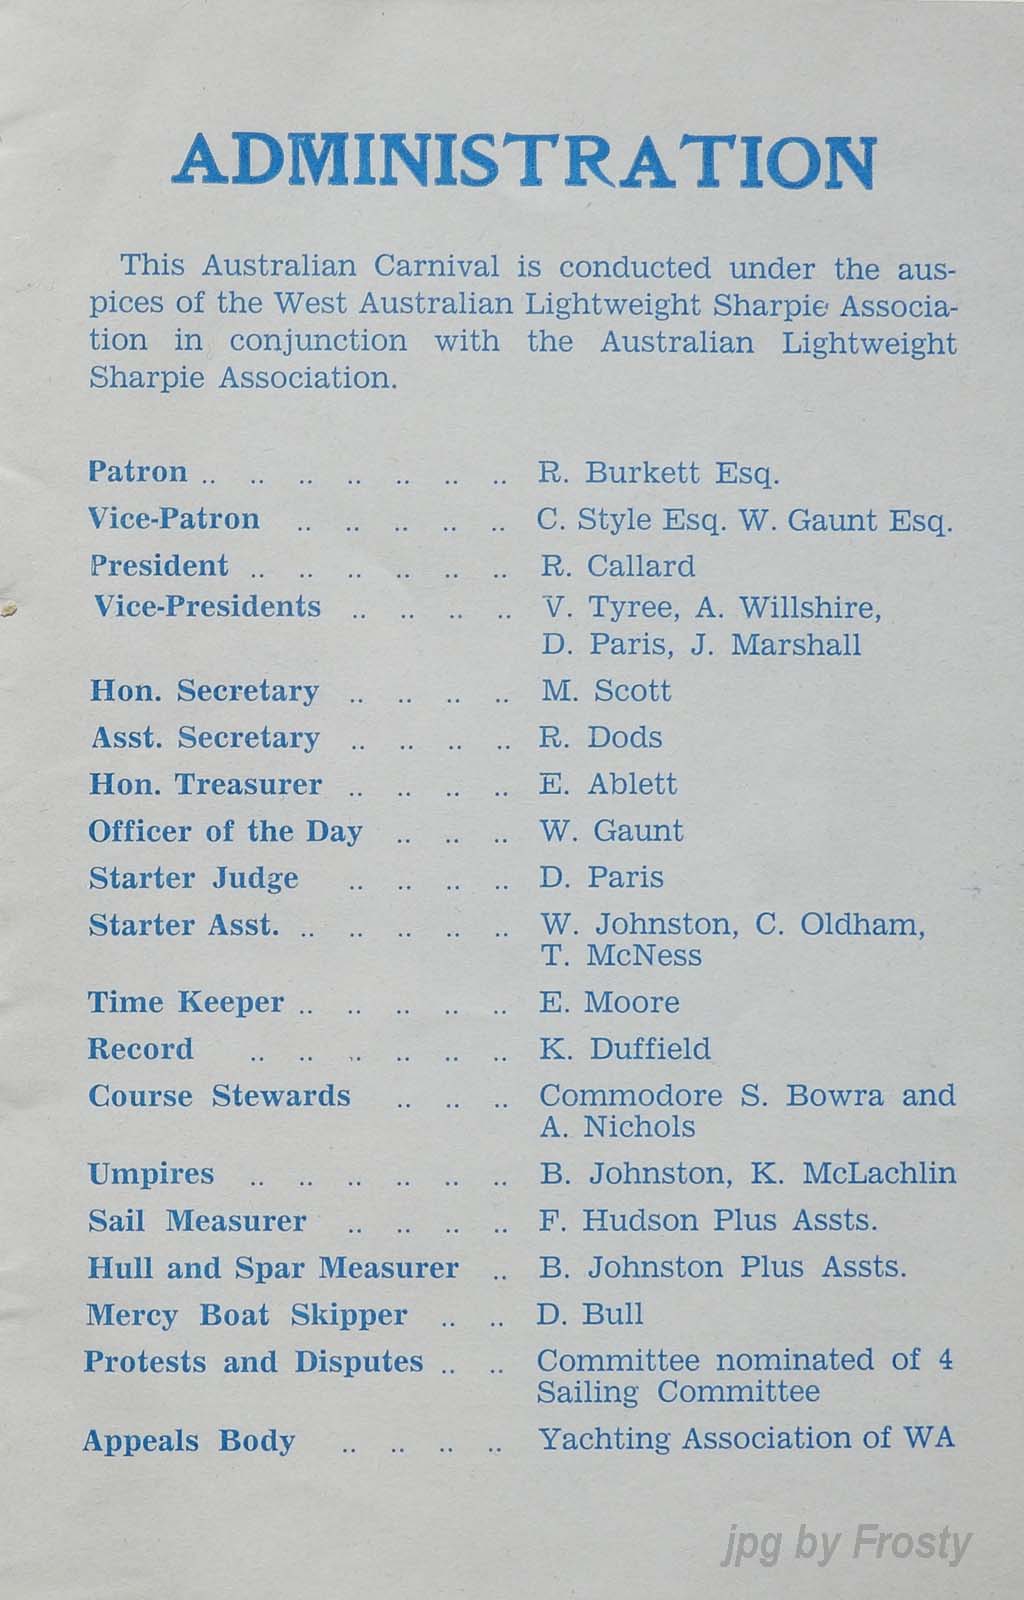 ADMINISTRATION
This Australian Carnival is conducted under the aus-
pices of the West Australian Lightweight Sharpie Associa-
tion in conjunction with the Australian Lightweight
Sharpie Association.
Patron .. .. .. .. .. .. .. R. Burkett Esq.
Vice-Patron .. .. .. .. .. C. Style Esq. W. Gaunt Esq.
President .. .. .. .. .. .. R. Callard
Vice-Presidents .. .. .. .. V. Tyree, A. Willshire,
D. Paris, J. Marshall
Hon. Secretary .. .. .. .. M. Scott
Asst. Secretary .. .. .. .. R. Dods
Hon. Treasurer .. .. .. .. E. Ablett
Officer of the Day .. .. .. W. Gaunt
Starter Judge .. .. .. .. D. Paris
Starter Asst. .. .. .. .. .. W. Johnston, C. Oldham,
T. McNess
Time Keeper .. .. .. .. .. E. Moore
Record .. .. .. .. .. .. K. Duffield
Course Stewards .. .. .. Commodore S. Bowra and
A. Nichols
Umpires .. .. .. .. .. .. B. Johnston, K. McLachlin
Sail Measurer .. .. .. .. F. Hudson Plus Assts.
Hull and Spar Measurer .. B. Johnston Plus Assts.
Mercy Boat Skipper .. .. D. Bull
Protests and Disputes .. .. Committee nominated of 4
Sailing Committee
Appeals Body .. .. .. .. Yachting Association of WA
jpg by Frosty